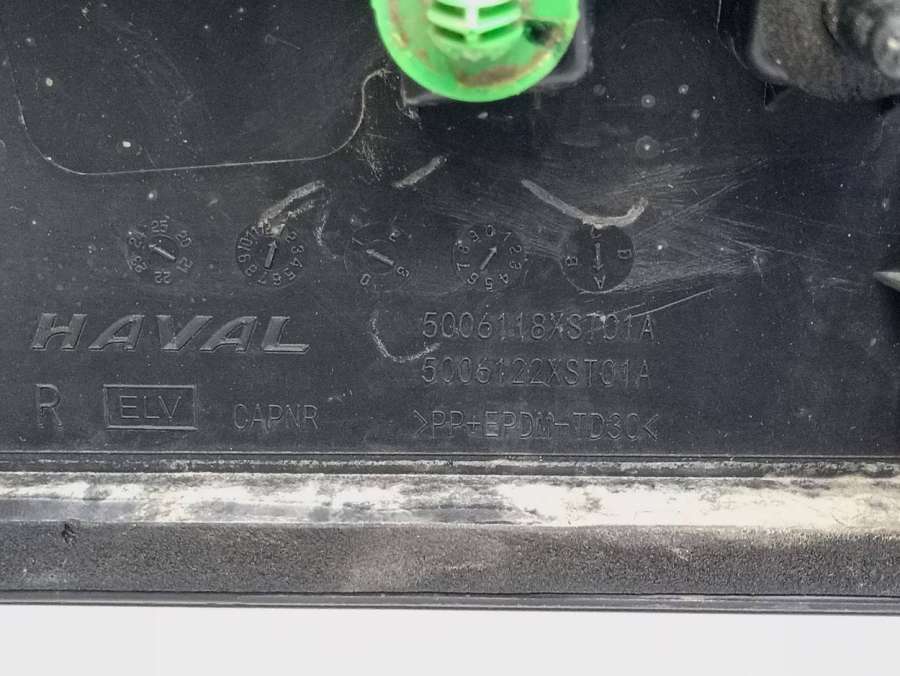 HAVAL
5006118XST01A
5006122XST01A
R ELV CAPNR >PP+EPDM-TD30<